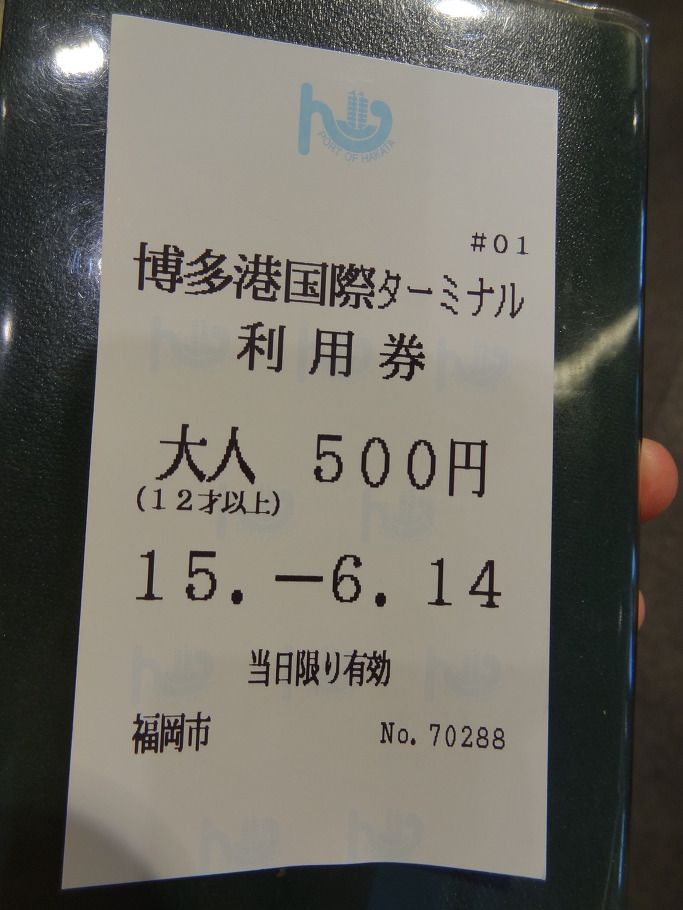 PORT OF HAKATA
#01
博多港国際ターミナル
利用券
大人 500円
(12才以上)
15.-6.14
当日限り有効
福岡市 No.70288